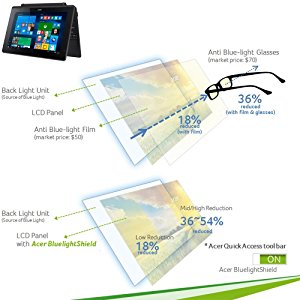 Anti Blue-light Glasses
(market price: $70)
Back Light Unit
(Source of Blue Light)
LCD Panel
Anti Blue-light Film
(market price: $50)
18%
reduced
(with film)
36%
reduced
(with film & glasses)
Back Light Unit
(Source of Blue Light)
LCD Panel
with Acer BluelightShield
Mid/High Reduction
36~54%
reduced
Low Reduction
18%
reduced
* Acer Quick Access tool bar
ON
Acer BluelightShield